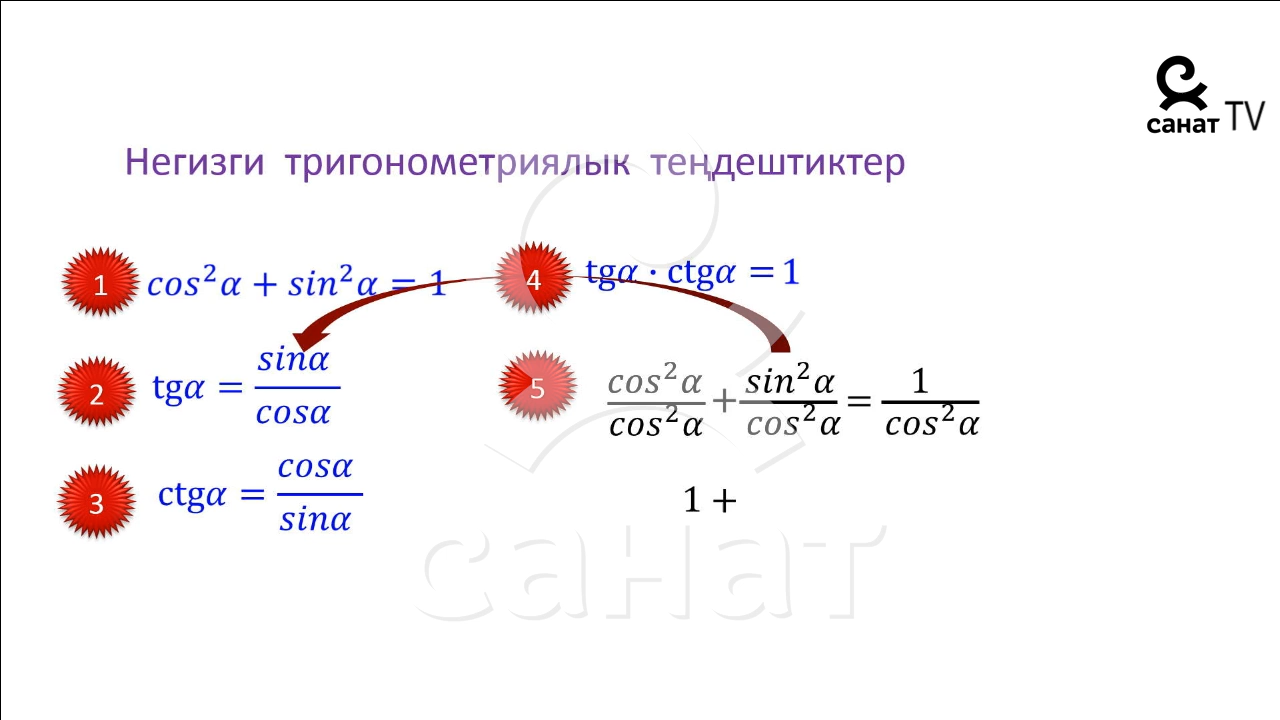 санат TV
Негизги тригонометриялык теңдештиктер
1 cos²α + sin²α = 1
2 tgα = sinα/cosα
3 ctgα = cosα/sinα
4 tgα · ctgα = 1
5 cos²α/cos²α + sin²α/cos²α = 1/cos²α
1 +
санат